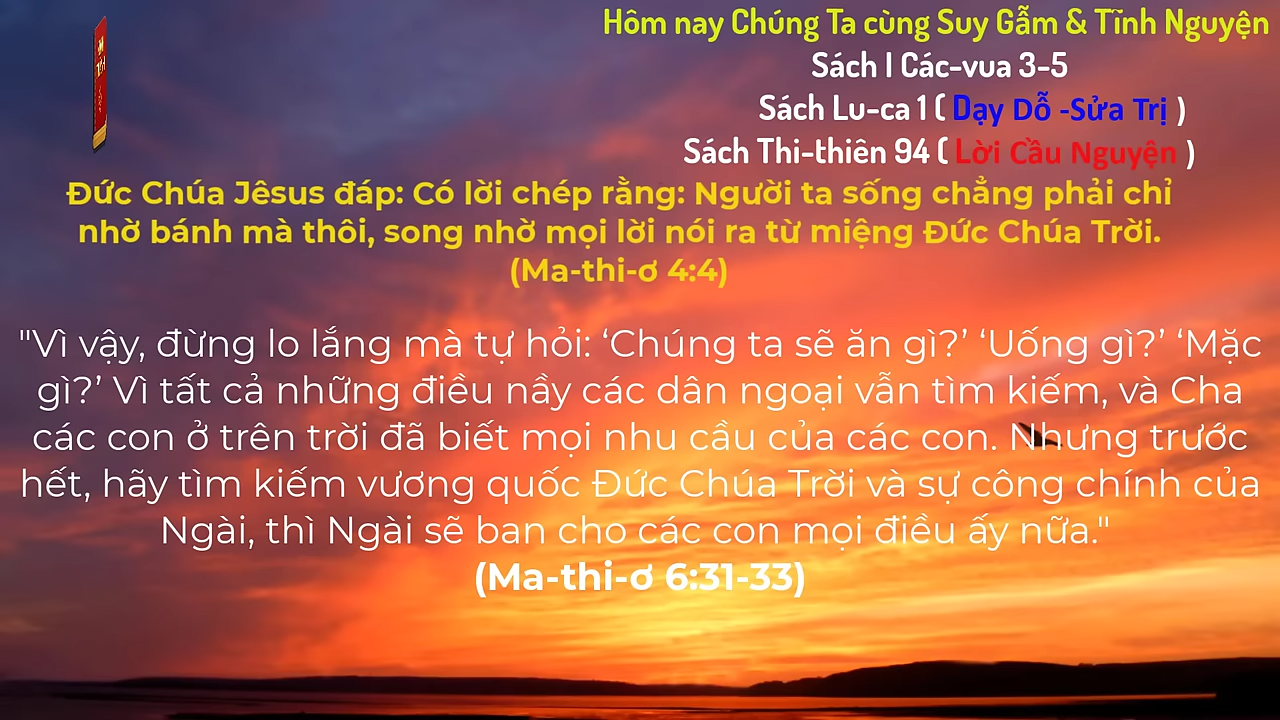 Hôm nay Chúng Ta cùng Suy Gẫm & Tĩnh Nguyện
Sách I Các-vua 3-5
Sách Lu-ca 1 ( Dạy Dỗ -Sửa Trị )
Sách Thi-thiên 94 ( Lời Cầu Nguyện )
Đức Chúa Jêsus đáp: Có lời chép rằng: Người ta sống chẳng phải chỉ
nhờ bánh mà thôi, song nhờ mọi lời nói ra từ miệng Đức Chúa Trời.
(Ma-thi-ơ 4:4)
"Vì vậy, đừng lo lắng mà tự hỏi: ‘Chúng ta sẽ ăn gì?’ ‘Uống gì?’ ‘Mặc
gì?’ Vì tất cả những điều nầy các dân ngoại vẫn tìm kiếm, và Cha
các con ở trên trời đã biết mọi nhu cầu của các con. Nhưng trước
hết, hãy tìm kiếm vương quốc Đức Chúa Trời và sự công chính của
Ngài, thì Ngài sẽ ban cho các con mọi điều ấy nữa."
(Ma-thi-ơ 6:31-33)